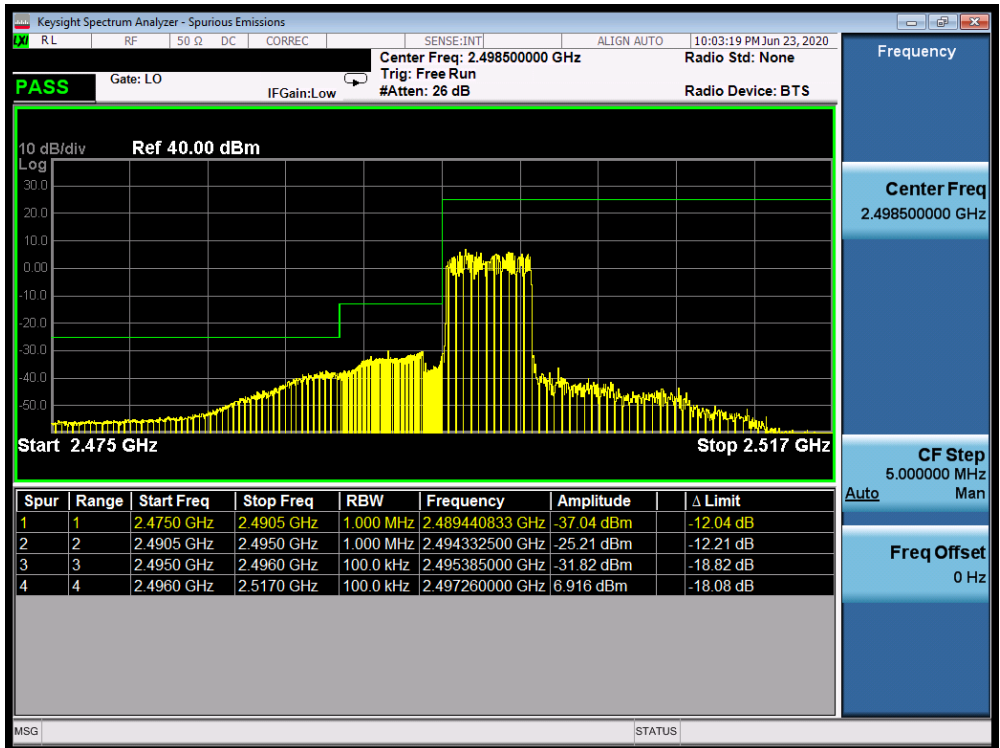 Keysight Spectrum Analyzer - Spurious Emissions
LXI RL RF 50 Ω DC CORREC SENSE:INT ALIGN AUTO 10:03:19 PM Jun 23, 2020
Center Freq: 2.498500000 GHz Radio Std: None
Trig: Free Run
PASS Gate: LO IFGain:Low #Atten: 26 dB Radio Device: BTS
10 dB/div Ref 40.00 dBm
Log
30.0
20.0
10.0
0.00
-10.0
-20.0
-30.0
-40.0
-50.0
Start 2.475 GHz Stop 2.517 GHz
Spur Range Start Freq Stop Freq RBW Frequency Amplitude Δ Limit
1 1 2.4750 GHz 2.4905 GHz 1.000 MHz 2.489440833 GHz -37.04 dBm -12.04 dB
2 2 2.4905 GHz 2.4950 GHz 1.000 MHz 2.494332500 GHz -25.21 dBm -12.21 dB
3 3 2.4950 GHz 2.4960 GHz 100.0 kHz 2.495385000 GHz -31.82 dBm -18.82 dB
4 4 2.4960 GHz 2.5170 GHz 100.0 kHz 2.497260000 GHz 6.916 dBm -18.08 dB
MSG STATUS
Frequency
Center Freq
2.498500000 GHz
CF Step
5.000000 MHz
Auto Man
Freq Offset
0 Hz